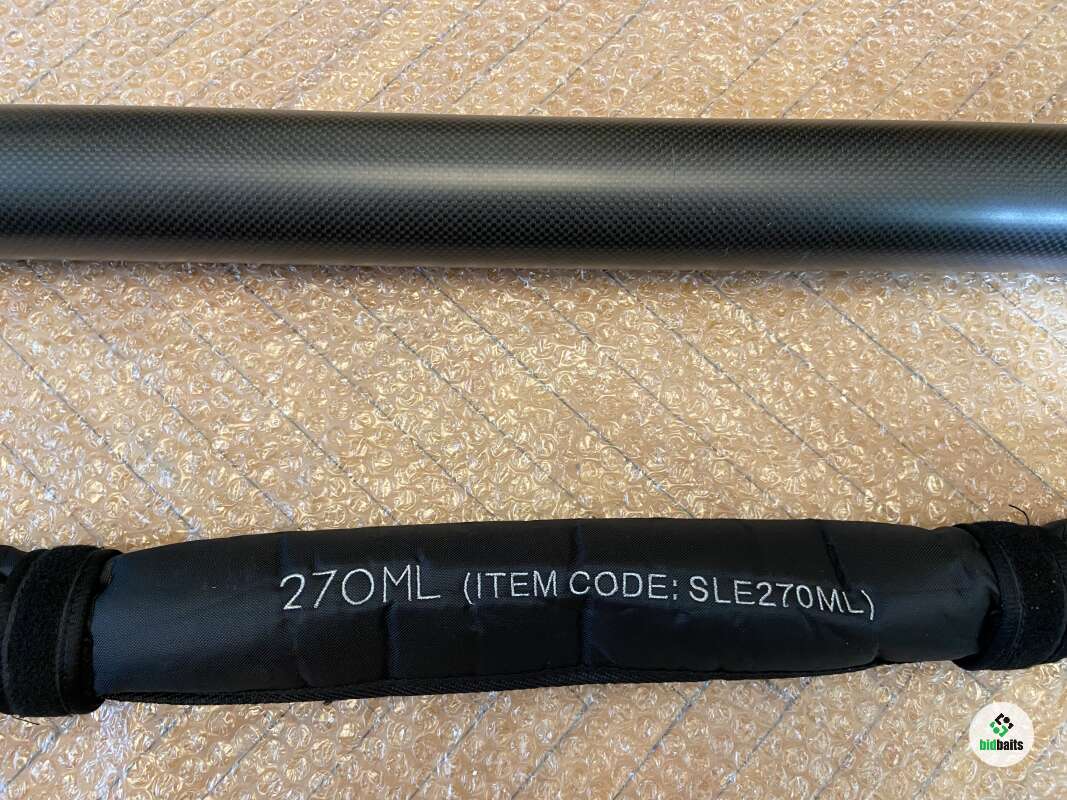 270ML (ITEM CODE: SLE270ML)
bidbaits